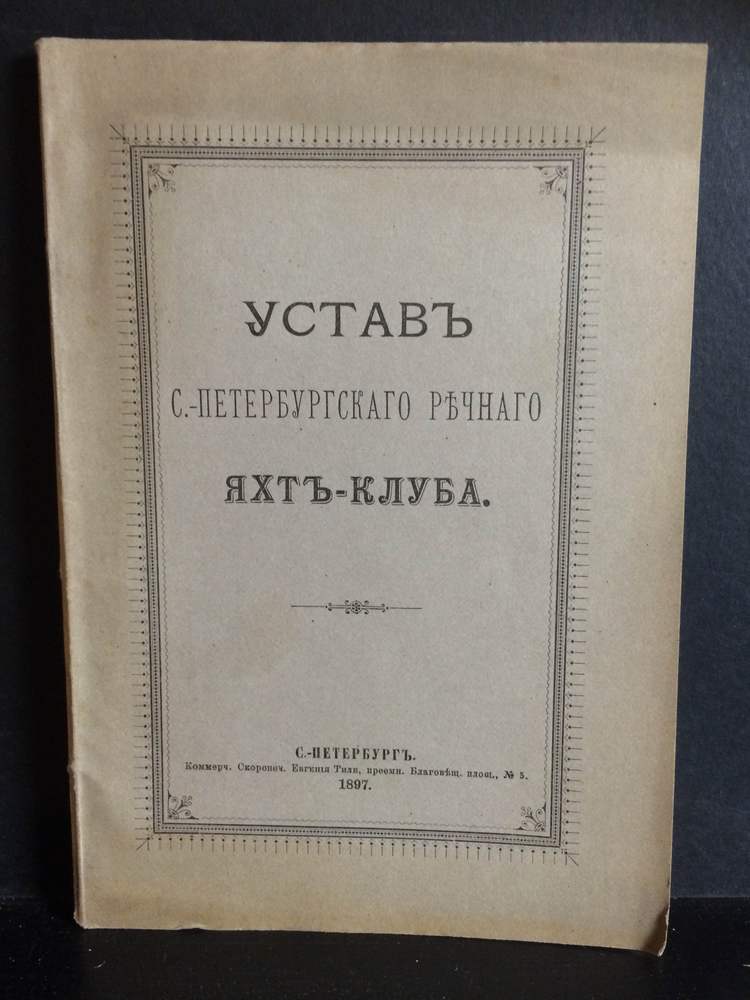 УСТАВЪ
С.-ПЕТЕРБУРГСКАГО РѢЧНАГО
ЯХТЪ-КЛУБА.
С.-ПЕТЕРБУРГЪ.
Коммерч. Скоропеч. Евгенія Тиле, преемн. Благовѣщ. площ., № 5.
1897.